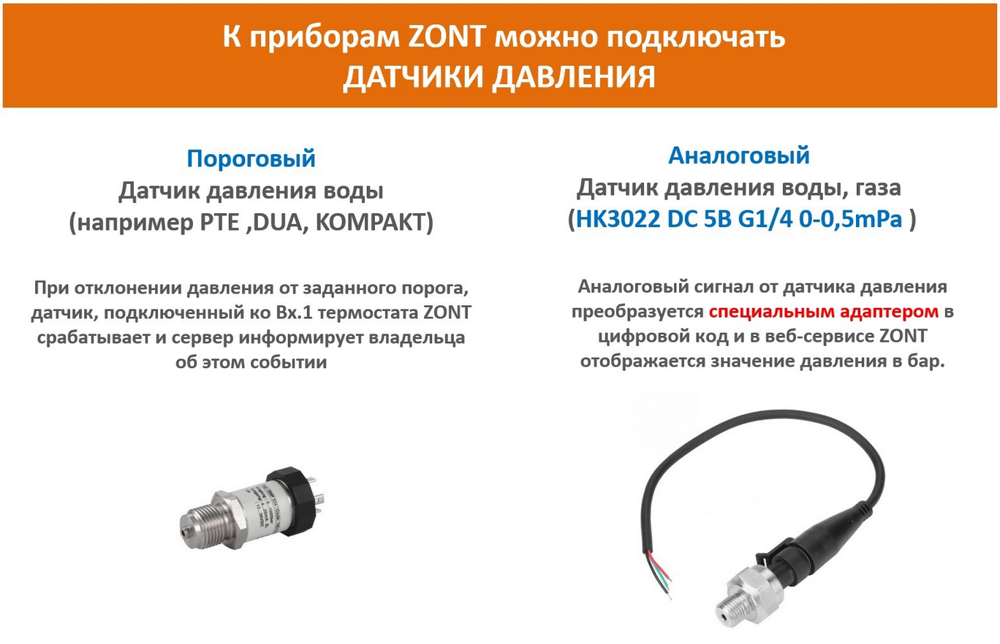 К приборам ZONT можно подключать
ДАТЧИКИ ДАВЛЕНИЯ
Пороговый
Датчик давления воды
(например PTE ,DUA, KOMPAKT)
При отклонении давления от заданного порога,
датчик, подключенный ко Вх.1 термостата ZONT
срабатывает и сервер информирует владельца
об этом событии
Аналоговый
Датчик давления воды, газа
(HK3022 DC 5В G1/4 0-0,5mPa )
Аналоговый сигнал от датчика давления
преобразуется специальным адаптером в
цифровой код и в веб-сервисе ZONT
отображается значение давления в бар.